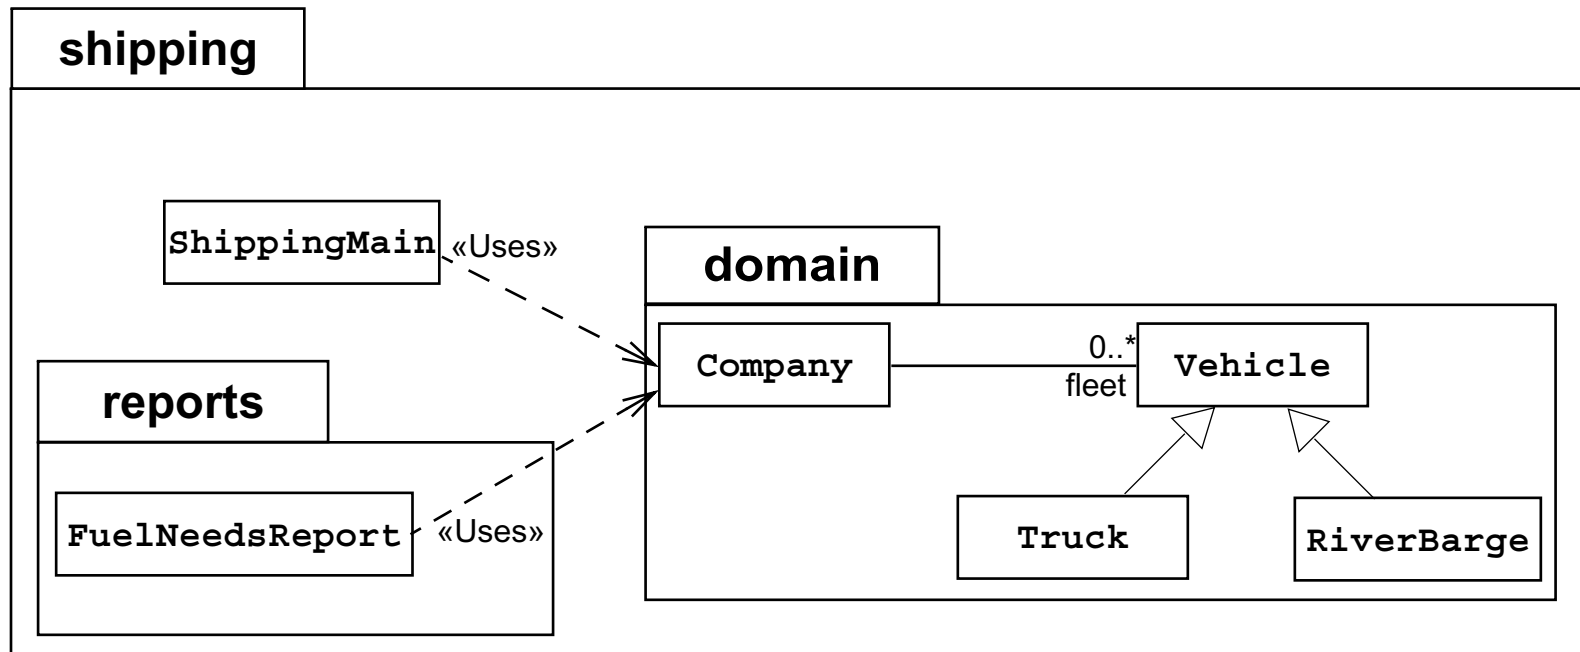 shipping
ShippingMain
«Uses»
domain
Company
0..*
fleet
Vehicle
reports
FuelNeedsReport
«Uses»
Truck
RiverBarge